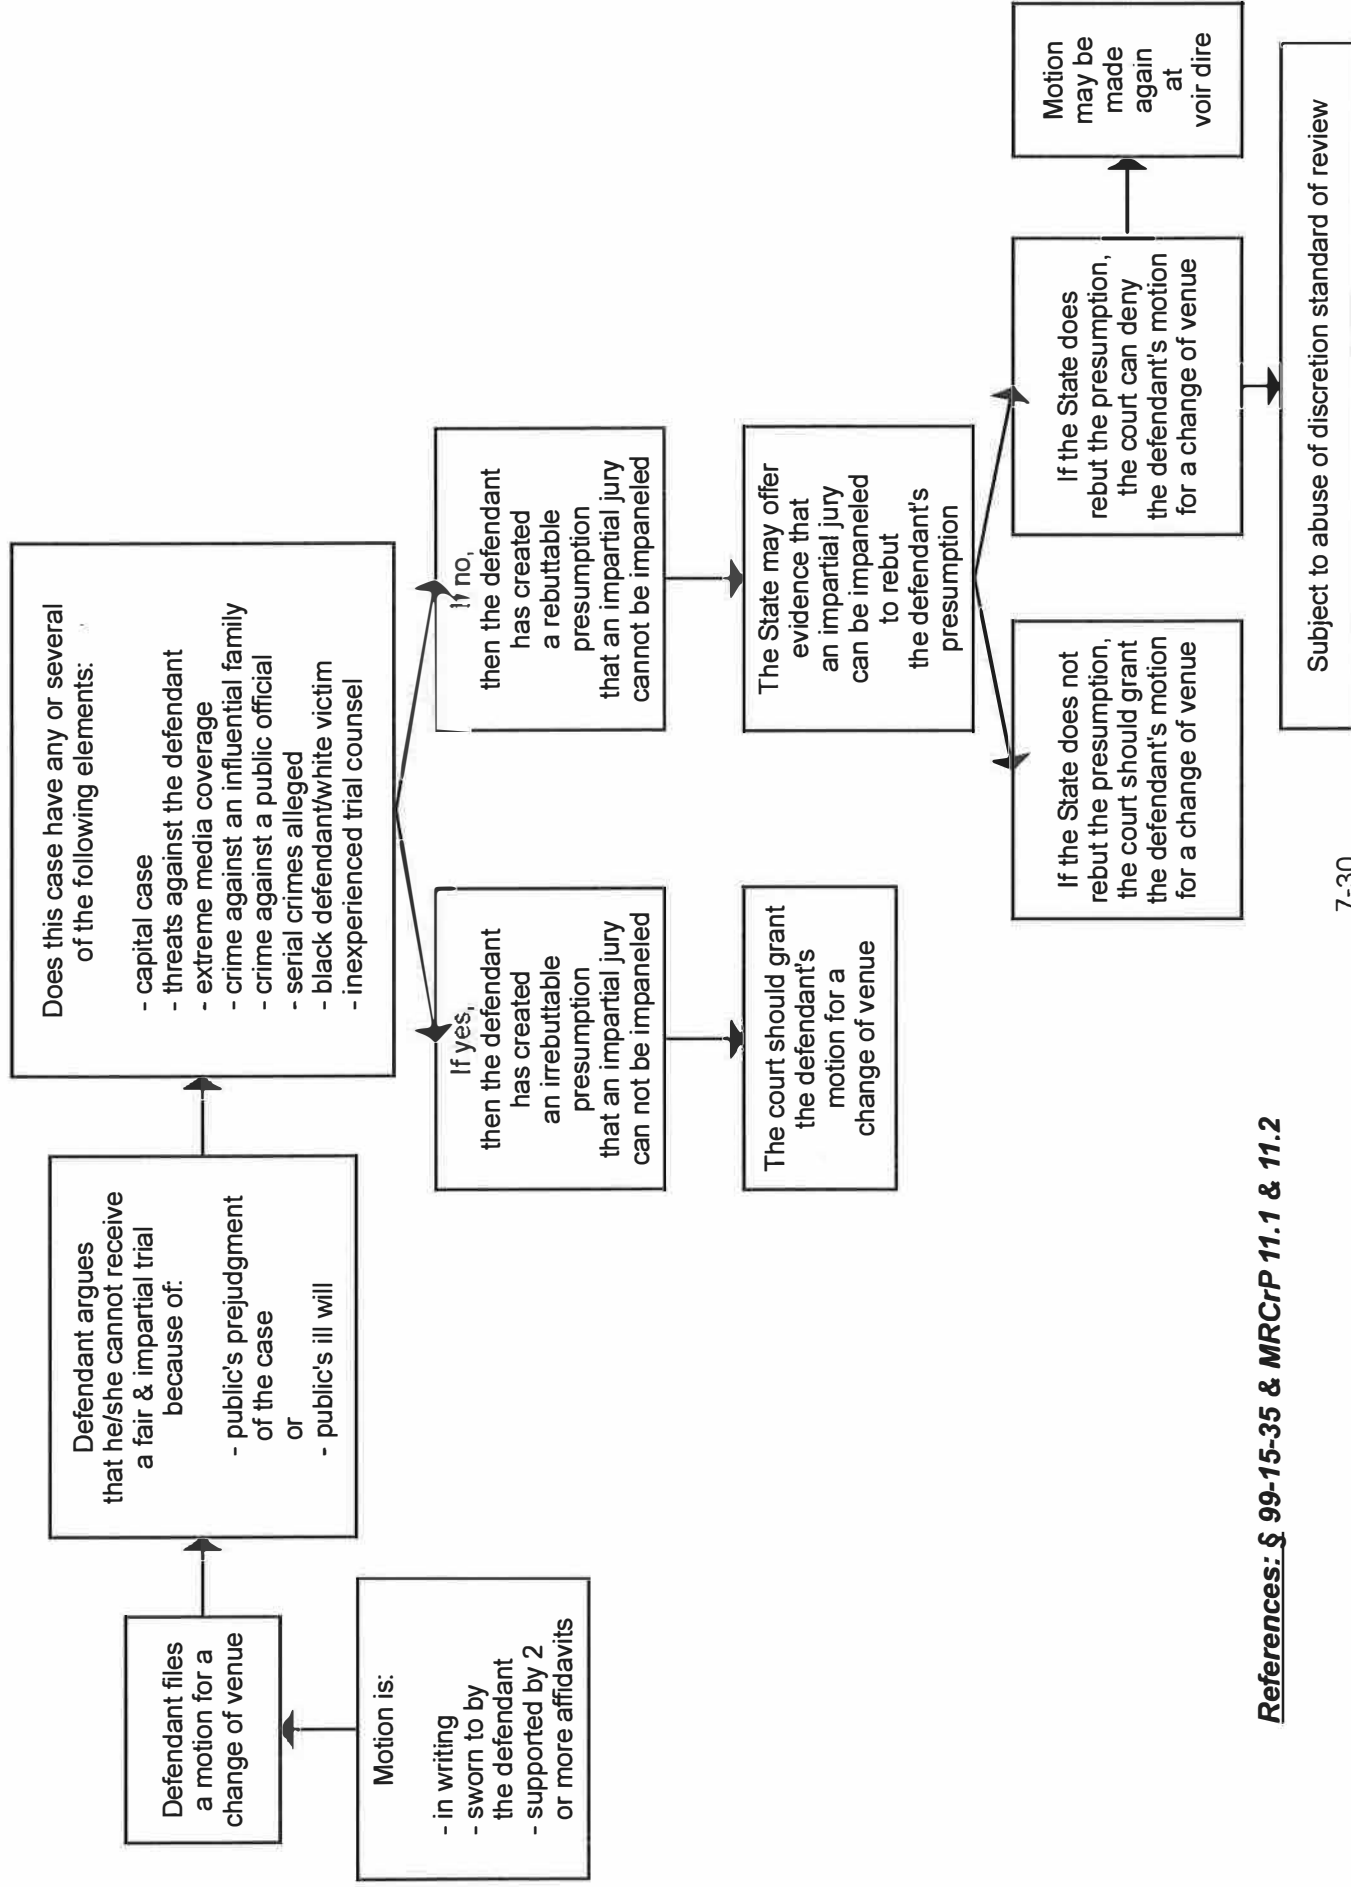 Defendant files
a motion for a
change of venue
Motion is:
- in writing
- sworn to by
the defendant
- supported by 2
or more affidavits
Defendant argues
that he/she cannot receive
a fair & impartial trial
because of:
- public's prejudgment
of the case
or
- public's ill will
Does this case have any or several
of the following elements:
- capital case
- threats against the defendant
- extreme media coverage
- crime against an influential family
- crime against a public official
- serial crimes alleged
- black defendant/white victim
- inexperienced trial counsel
If yes,
then the defendant
has created
an irrebuttable
presumption
that an impartial jury
can not be impaneled
If no,
then the defendant
has created
a rebuttable
presumption
that an impartial jury
cannot be impaneled
The court should grant
the defendant's
motion for a
change of venue
The State may offer
evidence that
an impartial jury
can be impaneled
to rebut
the defendant's
presumption
If the State does not
rebut the presumption,
the court should grant
the defendant's motion
for a change of venue
If the State does
rebut the presumption,
the court can deny
the defendant's motion
for a change of venue
Motion
may be
made
again
at
voir dire
Subject to abuse of discretion standard of review
References: § 99-15-35 & MRCrP 11.1 & 11.2
7-30